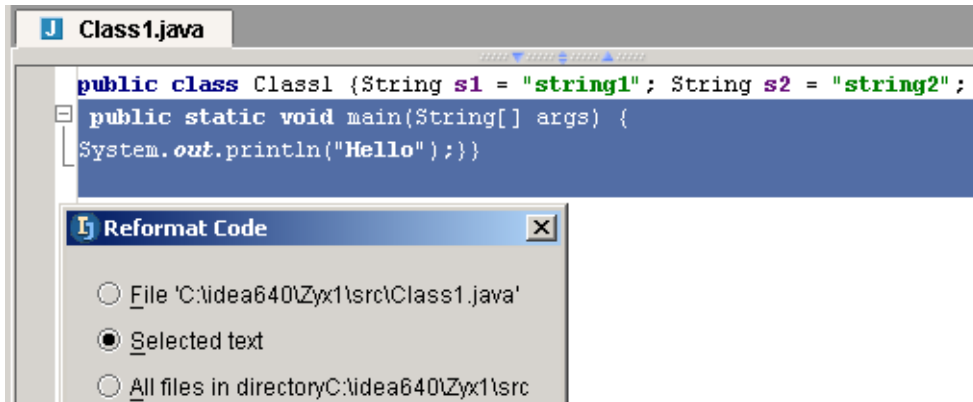 Class1.java
public class Class1 {String s1 = "string1"; String s2 = "string2";
public static void main(String[] args) {
System.out.println("Hello");}}
Reformat Code
File 'C:\idea640\Zyx1\src\Class1.java'
Selected text
All files in directoryC:\idea640\Zyx1\src